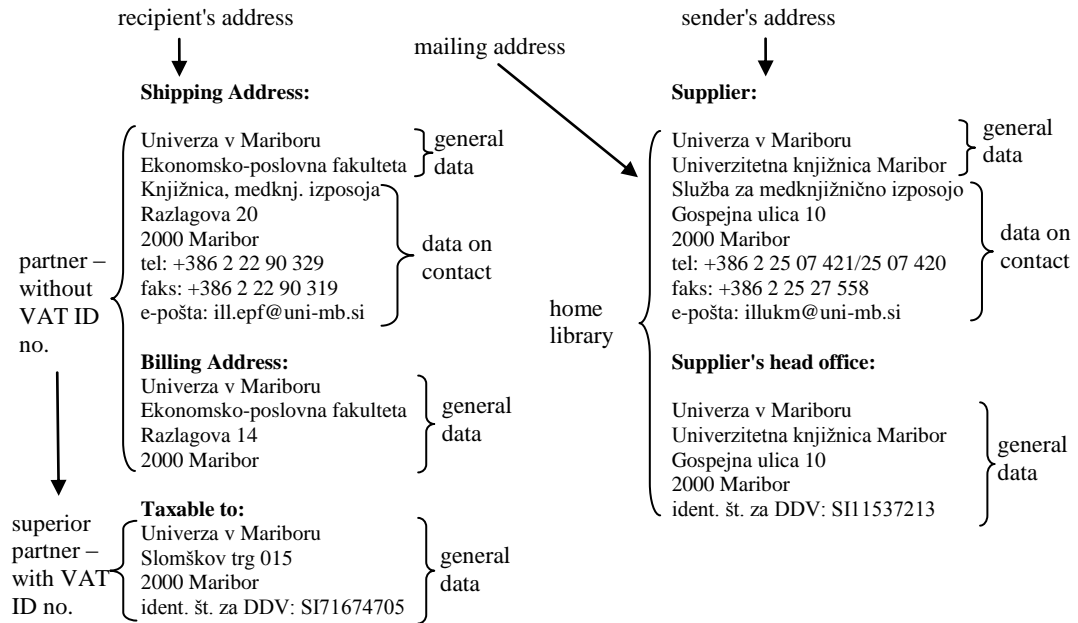 recipient's address
mailing address
sender's address
Shipping Address:
Univerza v Mariboru
Ekonomsko-poslovna fakulteta
general
data
Knjižnica, medknj. izposoja
Razlagova 20
2000 Maribor
tel: +386 2 22 90 329
faks: +386 2 22 90 319
e-pošta: ill.epf@uni-mb.si
data on
contact
partner –
without
VAT ID
no.
Billing Address:
Univerza v Mariboru
Ekonomsko-poslovna fakulteta
Razlagova 14
2000 Maribor
general
data
superior
partner –
with VAT
ID no.
Taxable to:
Univerza v Mariboru
Slomškov trg 015
2000 Maribor
ident. št. za DDV: SI71674705
general
data
Supplier:
Univerza v Mariboru
Univerzitetna knjižnica Maribor
general
data
Služba za medknjižnično izposojo
Gospejna ulica 10
2000 Maribor
tel: +386 2 25 07 421/25 07 420
faks: +386 2 25 27 558
e-pošta: illukm@uni-mb.si
data on
contact
home
library
Supplier's head office:
Univerza v Mariboru
Univerzitetna knjižnica Maribor
Gospejna ulica 10
2000 Maribor
ident. št. za DDV: SI11537213
general
data